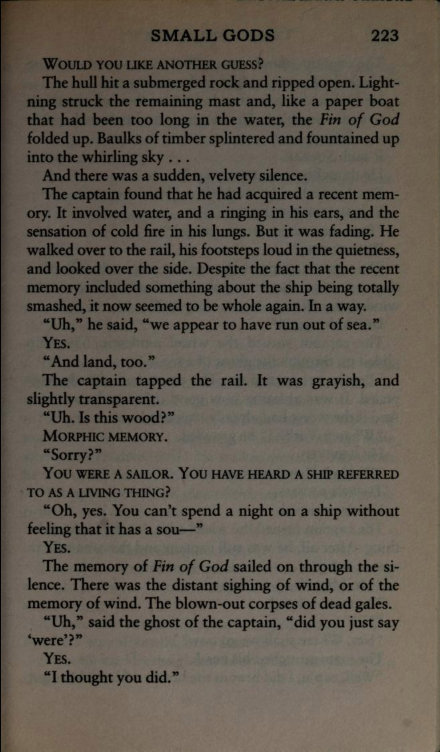 SMALL GODS 223
WOULD YOU LIKE ANOTHER GUESS?
The hull hit a submerged rock and ripped open. Light-
ning struck the remaining mast and, like a paper boat
that had been too long in the water, the Fin of God
folded up. Baulks of timber splintered and fountained up
into the whirling sky . . .
And there was a sudden, velvety silence.
The captain found that he had acquired a recent mem-
ory. It involved water, and a ringing in his ears, and the
sensation of cold fire in his lungs. But it was fading. He
walked over to the rail, his footsteps loud in the quietness,
and looked over the side. Despite the fact that the recent
memory included something about the ship being totally
smashed, it now seemed to be whole again. In a way.
“Uh,” he said, “we appear to have run out of sea.”
YES.
“And land, too.”
The captain tapped the rail. It was grayish, and
slightly transparent.
“Uh. Is this wood?”
MORPHIC MEMORY.
“Sorry?”
YOU WERE A SAILOR. YOU HAVE HEARD A SHIP REFERRED
TO AS A LIVING THING?
“Oh, yes. You can’t spend a night on a ship without
feeling that it has a sou—”
YES.
The memory of Fin of God sailed on through the si-
lence. There was the distant sighing of wind, or of the
memory of wind. The blown-out corpses of dead gales.
“Uh,” said the ghost of the captain, “did you just say
‘were’?”
YES.
“I thought you did.”